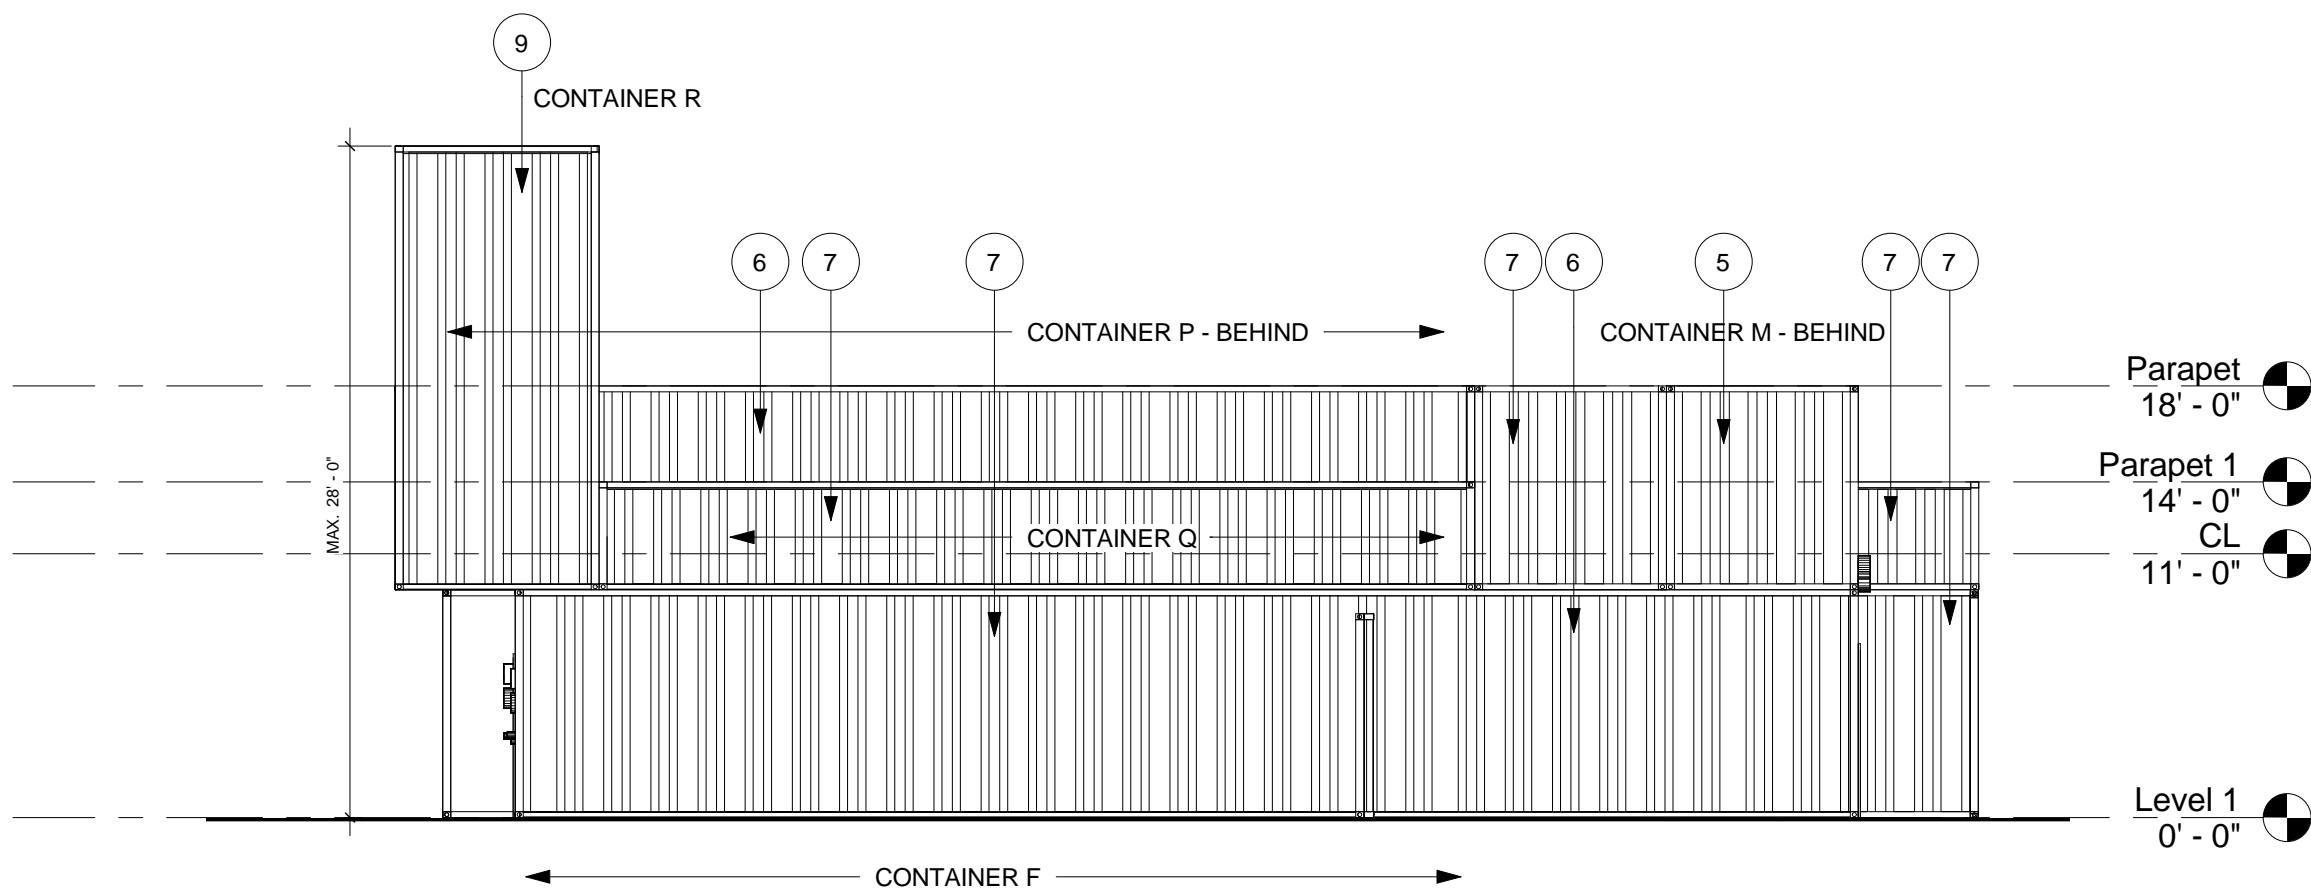 9
CONTAINER R
6
7
7
7
6
5
7
7
CONTAINER P - BEHIND
CONTAINER M - BEHIND
Parapet
18' - 0"
Parapet 1
14' - 0"
MAX. 28' - 0"
CONTAINER Q
CL
11' - 0"
Level 1
0' - 0"
CONTAINER F